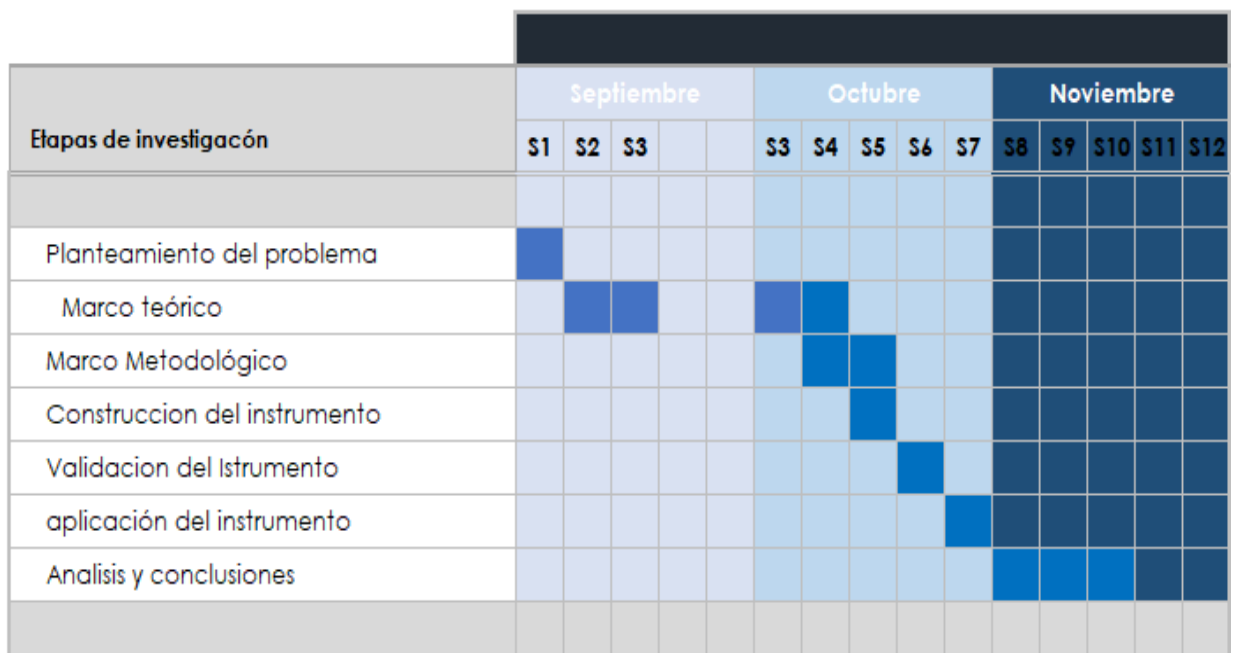 Septiembre Octubre Noviembre
Etapas de investigacón
S1 S2 S3 S3 S4 S5 S6 S7 S8 S9 S10 S11 S12
Planteamiento del problema
Marco teórico
Marco Metodológico
Construccion del instrumento
Validacion del Istrumento
aplicación del instrumento
Analisis y conclusiones